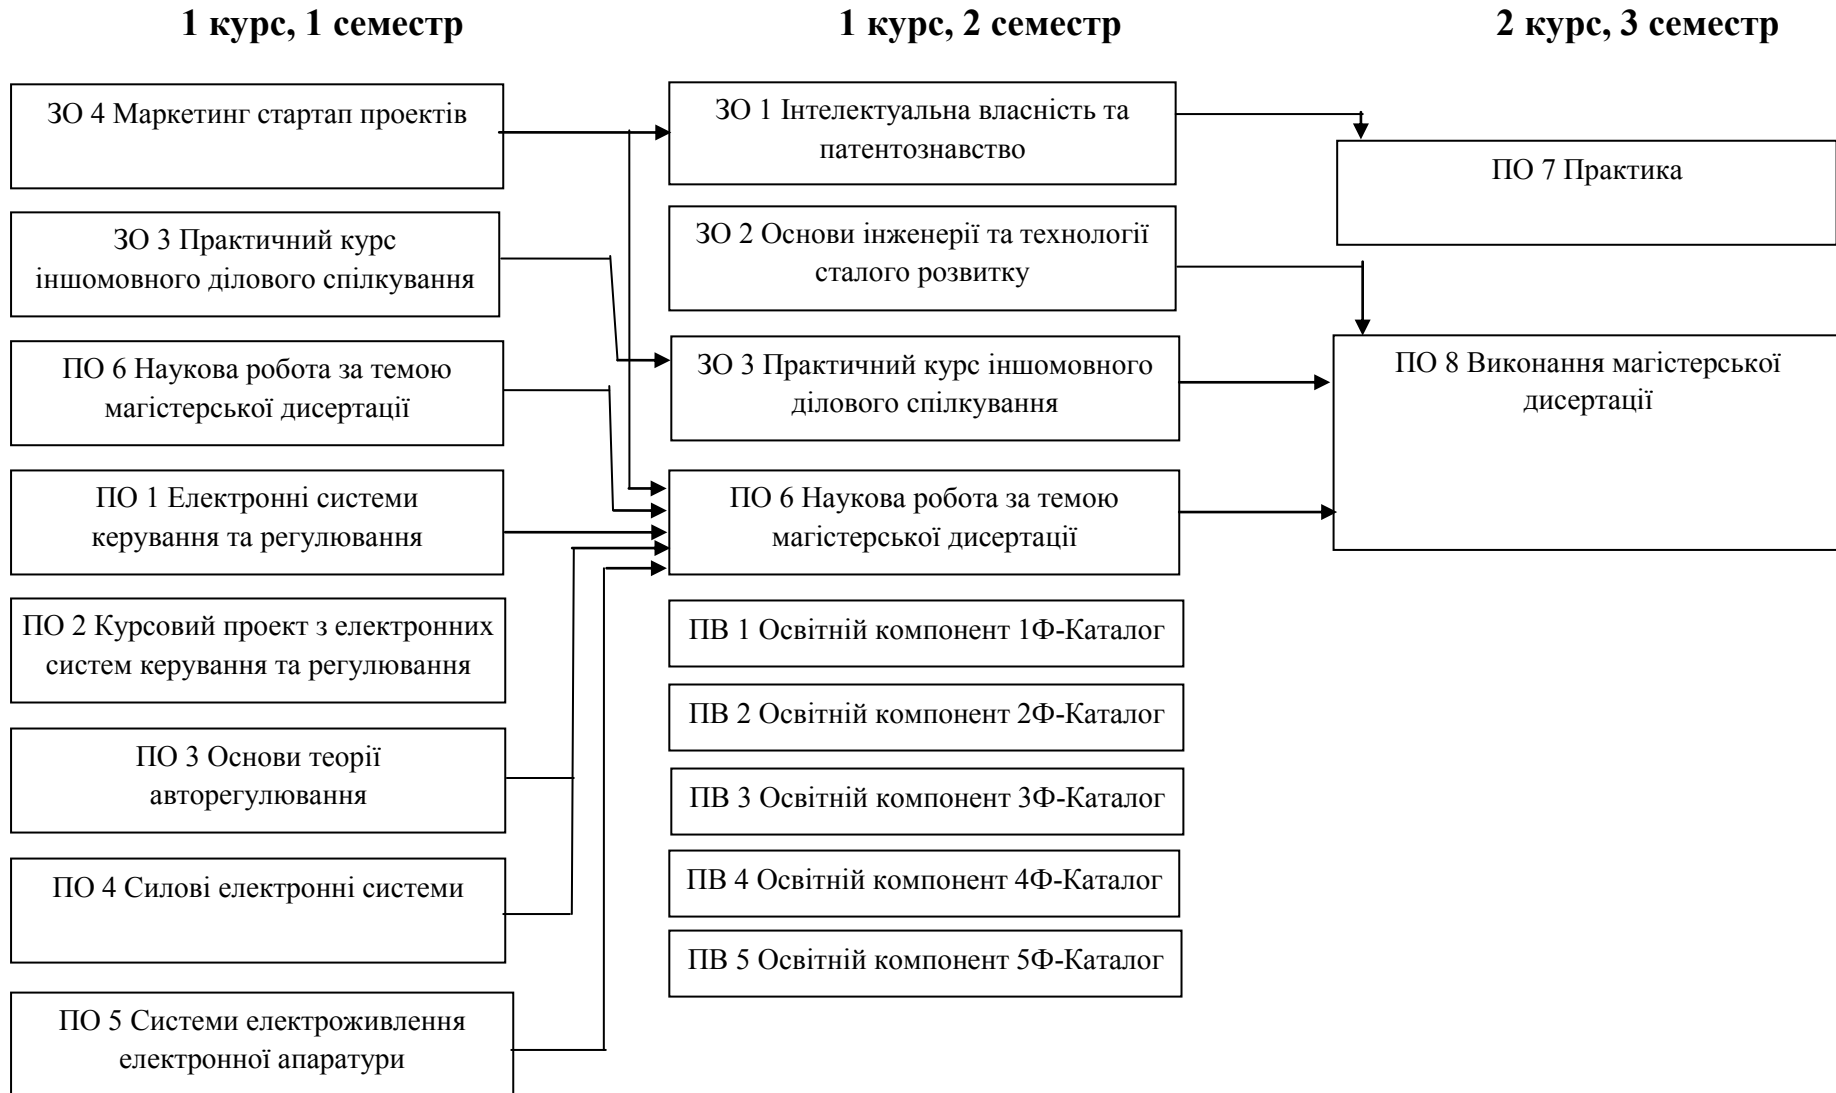 1 курс, 1 семестр
1 курс, 2 семестр
2 курс, 3 семестр
ЗО 4 Маркетинг стартап проектів
ЗО 3 Практичний курс
іншомовного ділового спілкування
ПО 6 Наукова робота за темою
магістерської дисертації
ПО 1 Електронні системи
керування та регулювання
ПО 2 Курсовий проект з електронних
систем керування та регулювання
ПО 3 Основи теорії
авторегулювання
ПО 4 Силові електронні системи
ПО 5 Системи електроживлення
електронної апаратури
ЗО 1 Інтелектуальна власність та
патентознавство
ЗО 2 Основи інженерії та технології
сталого розвитку
ЗО 3 Практичний курс іншомовного
ділового спілкування
ПО 6 Наукова робота за темою
магістерської дисертації
ПВ 1 Освітній компонент 1Ф-Каталог
ПВ 2 Освітній компонент 2Ф-Каталог
ПВ 3 Освітній компонент 3Ф-Каталог
ПВ 4 Освітній компонент 4Ф-Каталог
ПВ 5 Освітній компонент 5Ф-Каталог
ПО 7 Практика
ПО 8 Виконання магістерської
дисертації